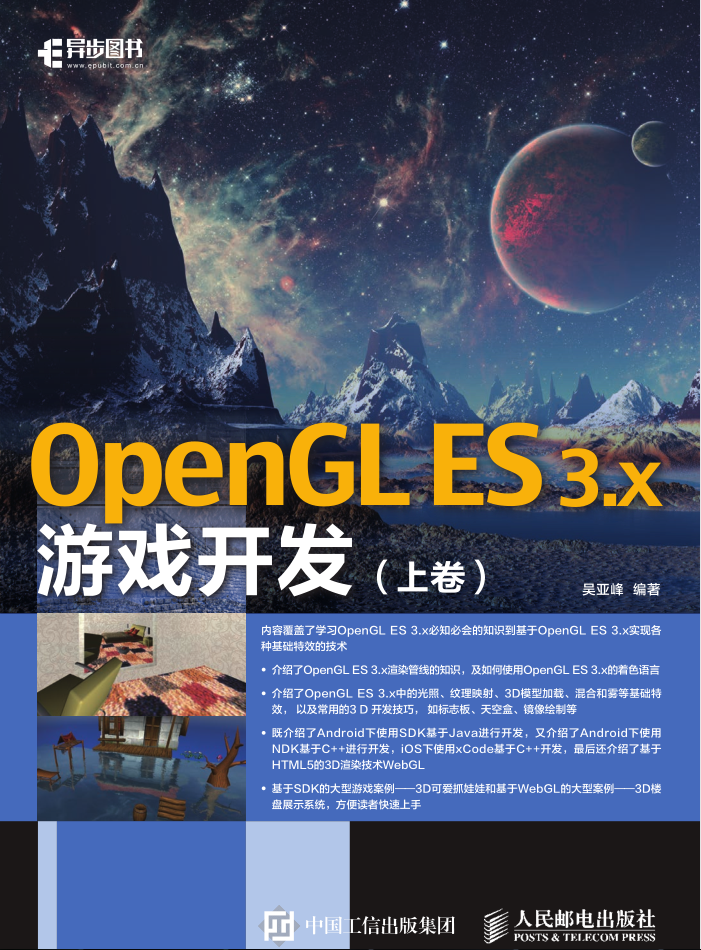 异步图书
www.epubit.com.cn
OpenGL ES 3.x
游戏开发（上卷）
吴亚峰 编著
内容覆盖了学习OpenGL ES 3.x必知必会的知识到基于OpenGL ES 3.x实现各
种基础特效的技术
• 介绍了OpenGL ES 3.x渲染管线的知识，及如何使用OpenGL ES 3.x的着色语言
• 介绍了OpenGL ES 3.x中的光照、纹理映射、3D模型加载、混合和雾等基础特
效， 以及常用的3 D 开发技巧， 如标志板、天空盒、镜像绘制等
• 既介绍了Android下使用SDK基于Java进行开发，又介绍了Android下使用
NDK基于C++进行开发，iOS下使用xCode基于C++开发，最后还介绍了基于
HTML5的3D渲染技术WebGL
• 基于SDK的大型游戏案例——3D可爱抓娃娃和基于WebGL的大型案例——3D楼
盘展示系统，方便读者快速上手
中国工信出版集团
人民邮电出版社
POSTS & TELECOM PRESS